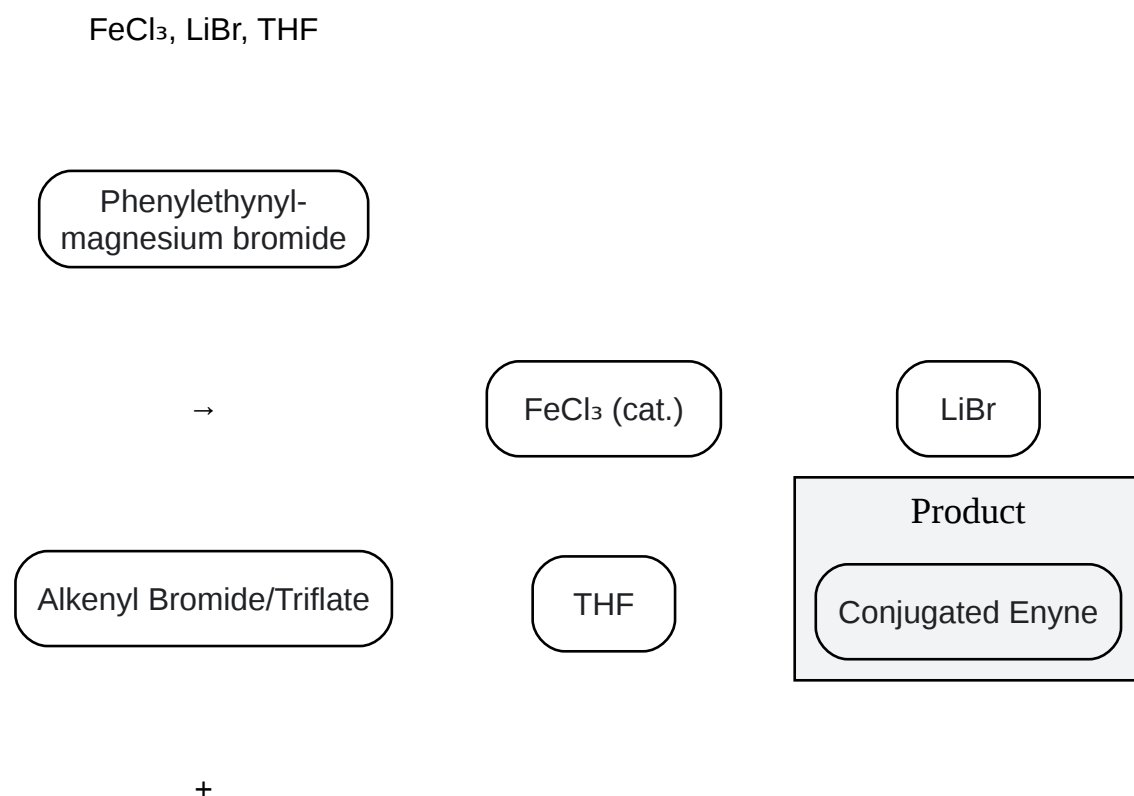 FeCl₃, LiBr, THF
Phenylethynyl-
magnesium bromide
→
FeCl₃ (cat.)
LiBr
Product
Alkenyl Bromide/Triflate
THF
Conjugated Enyne
+